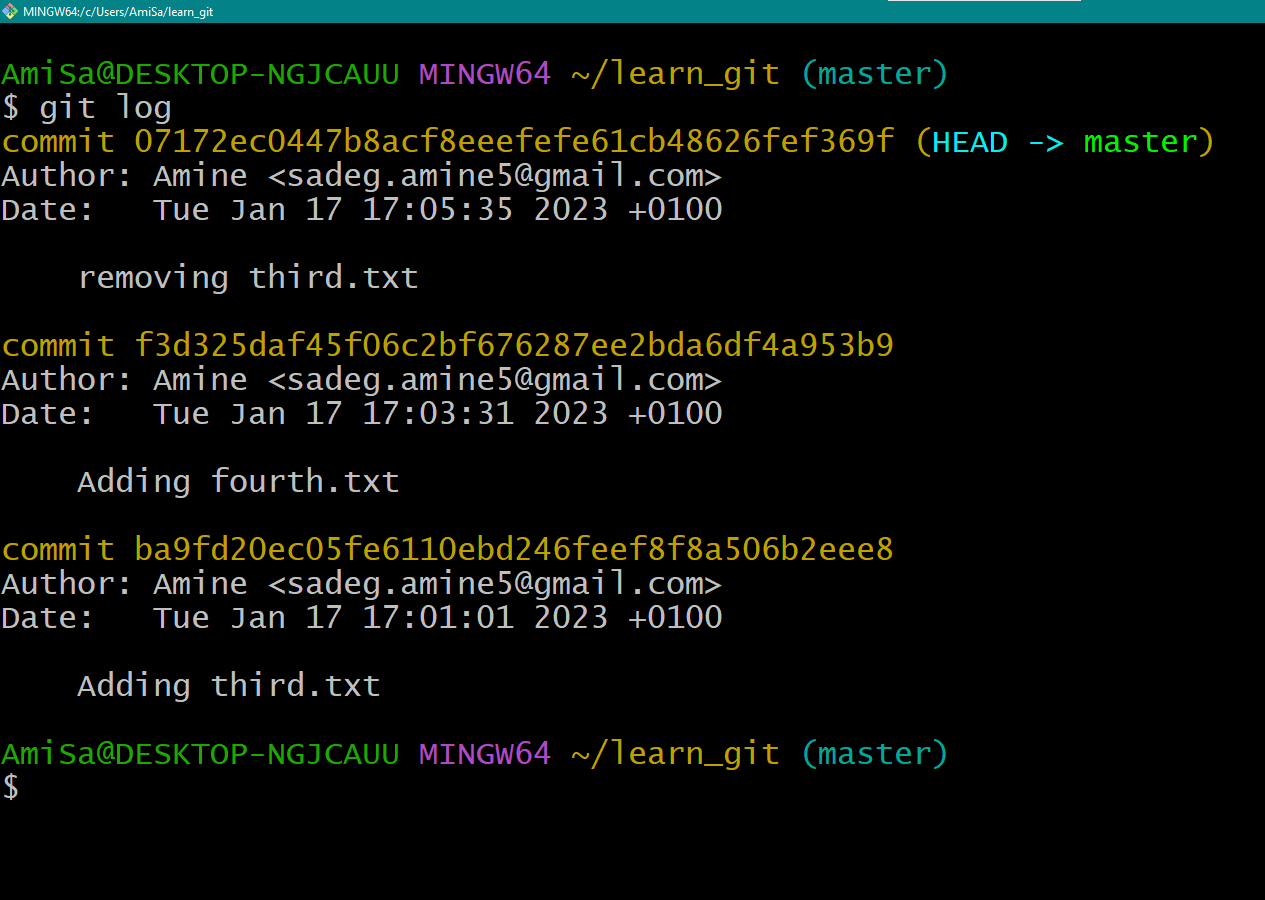 MINGW64:/c/Users/AmiSa/learn_git
AmiSa@DESKTOP-NGJCAUU MINGW64 ~/learn_git (master)
$ git log
commit 07172ec0447b8acf8eeefefe61cb48626fef369f (HEAD -> master)
Author: Amine <sadeg.amine5@gmail.com>
Date:   Tue Jan 17 17:05:35 2023 +0100
    removing third.txt
commit f3d325daf45f06c2bf676287ee2bda6df4a953b9
Author: Amine <sadeg.amine5@gmail.com>
Date:   Tue Jan 17 17:03:31 2023 +0100
    Adding fourth.txt
commit ba9fd20ec05fe6110ebd246feef8f8a506b2eee8
Author: Amine <sadeg.amine5@gmail.com>
Date:   Tue Jan 17 17:01:01 2023 +0100
    Adding third.txt
AmiSa@DESKTOP-NGJCAUU MINGW64 ~/learn_git (master)
$